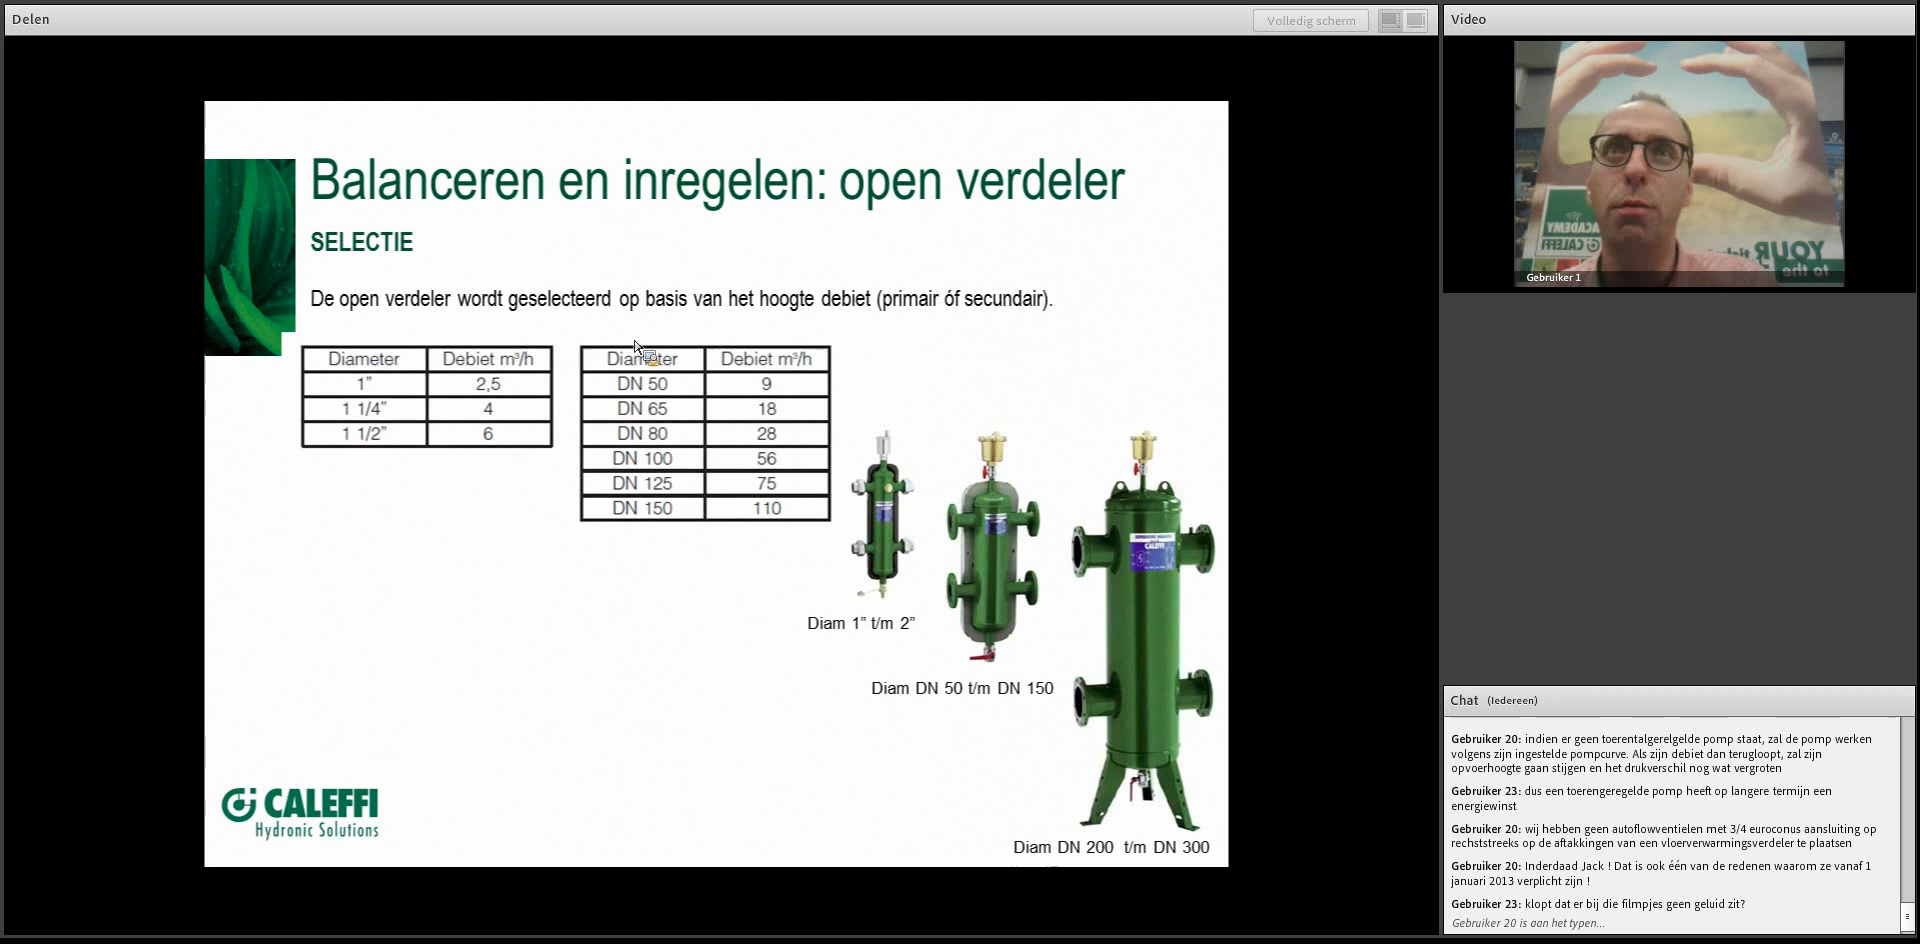 Delen
Volledig scherm
Balanceren en inregelen: open verdeler
SELECTIE
De open verdeler wordt geselecteerd op basis van het hoogte debiet (primair óf secundair).
Diameter Debiet m³/h
1” 2,5
1 1/4” 4
1 1/2” 6
Diameter Debiet m³/h
DN 50 9
DN 65 18
DN 80 28
DN 100 56
DN 125 75
DN 150 110
CALEFFI
Diam 1” t/m 2”
Diam DN 50 t/m DN 150
Diam DN 200 t/m DN 300
CALEFFI
Hydronic Solutions
Video
ACADEMY
CALEFFI
YOUR
to the
Gebruiker 1
Chat (Iedereen)
Gebruiker 20: indien er geen toerentalgerelgelde pomp staat, zal de pomp werken
volgens zijn ingestelde pompcurve. Als zijn debiet dan terugloopt, zal zijn
opvoerhoogte gaan stijgen en het drukverschil nog wat vergroten
Gebruiker 23: dus een toerengeregelde pomp heeft op langere termijn een
energiewinst
Gebruiker 20: wij hebben geen autoflowventielen met 3/4 euroconus aansluiting op
rechststreeks op de aftakkingen van een vloerverwarmingsverdeler te plaatsen
Gebruiker 20: Inderdaad Jack ! Dat is ook één van de redenen waarom ze vanaf 1
januari 2013 verplicht zijn !
Gebruiker 23: klopt dat er bij die filmpjes geen geluid zit?
Gebruiker 20 is aan het typen...